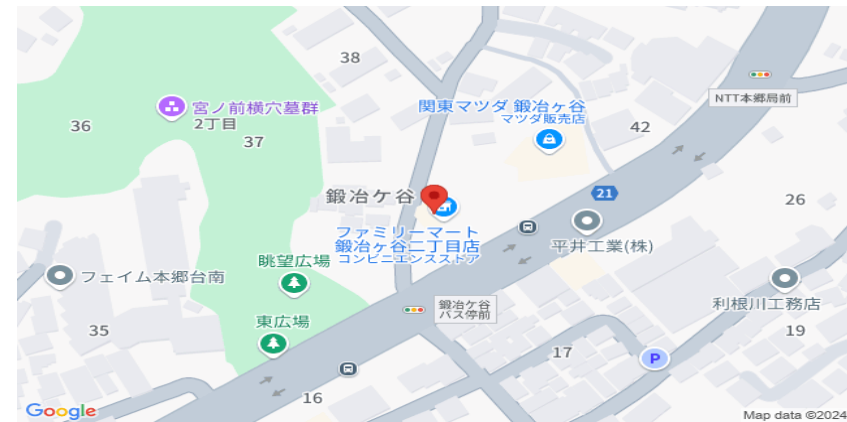 38
宮ノ前横穴墓群
2丁目
36
37
関東マツダ 鍛冶ケ谷
マツダ販売店
42
NTT本郷局前
鍛冶ケ谷
21
26
ファミリーマート
鍛冶ヶ谷二丁目店
コンビニエンスストア
平井工業(株)
眺望広場
フェイム本郷台南
鍛冶ケ谷
バス停前
利根川工務店
東広場
35
19
17
P
16
Google
Map data ©2024